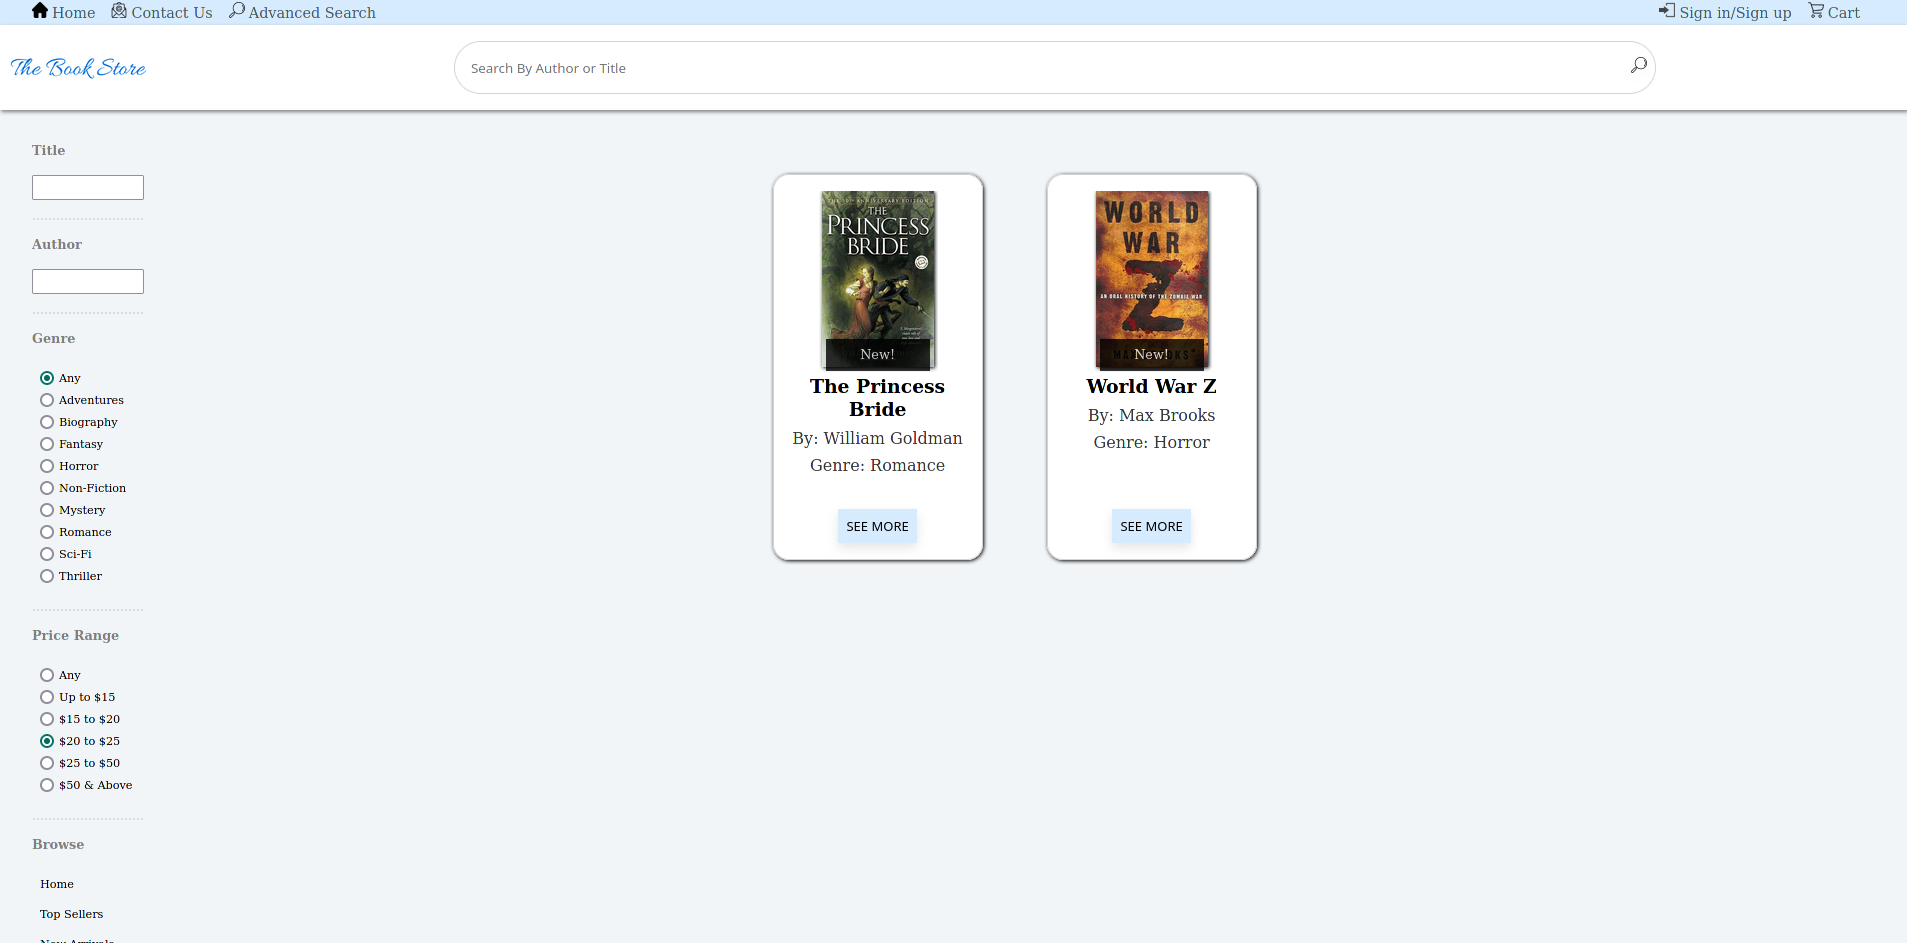 Home Contact Us Advanced Search Sign in/Sign up Cart
The Book Store
Search By Author or Title
Title
Author
Genre
Any
Adventures
Biography
Fantasy
Horror
Non-Fiction
Mystery
Romance
Sci-Fi
Thriller
Price Range
Any
Up to $15
$15 to $20
$20 to $25
$25 to $50
$50 & Above
Browse
Home
Top Sellers
New Arrivals
THE
PRINCESS
BRIDE
New!
The Princess
Bride
By: William Goldman
Genre: Romance
SEE MORE
WORLD
WAR
Z
AN ORAL HISTORY OF THE ZOMBIE WAR
New!
World War Z
By: Max Brooks
Genre: Horror
SEE MORE